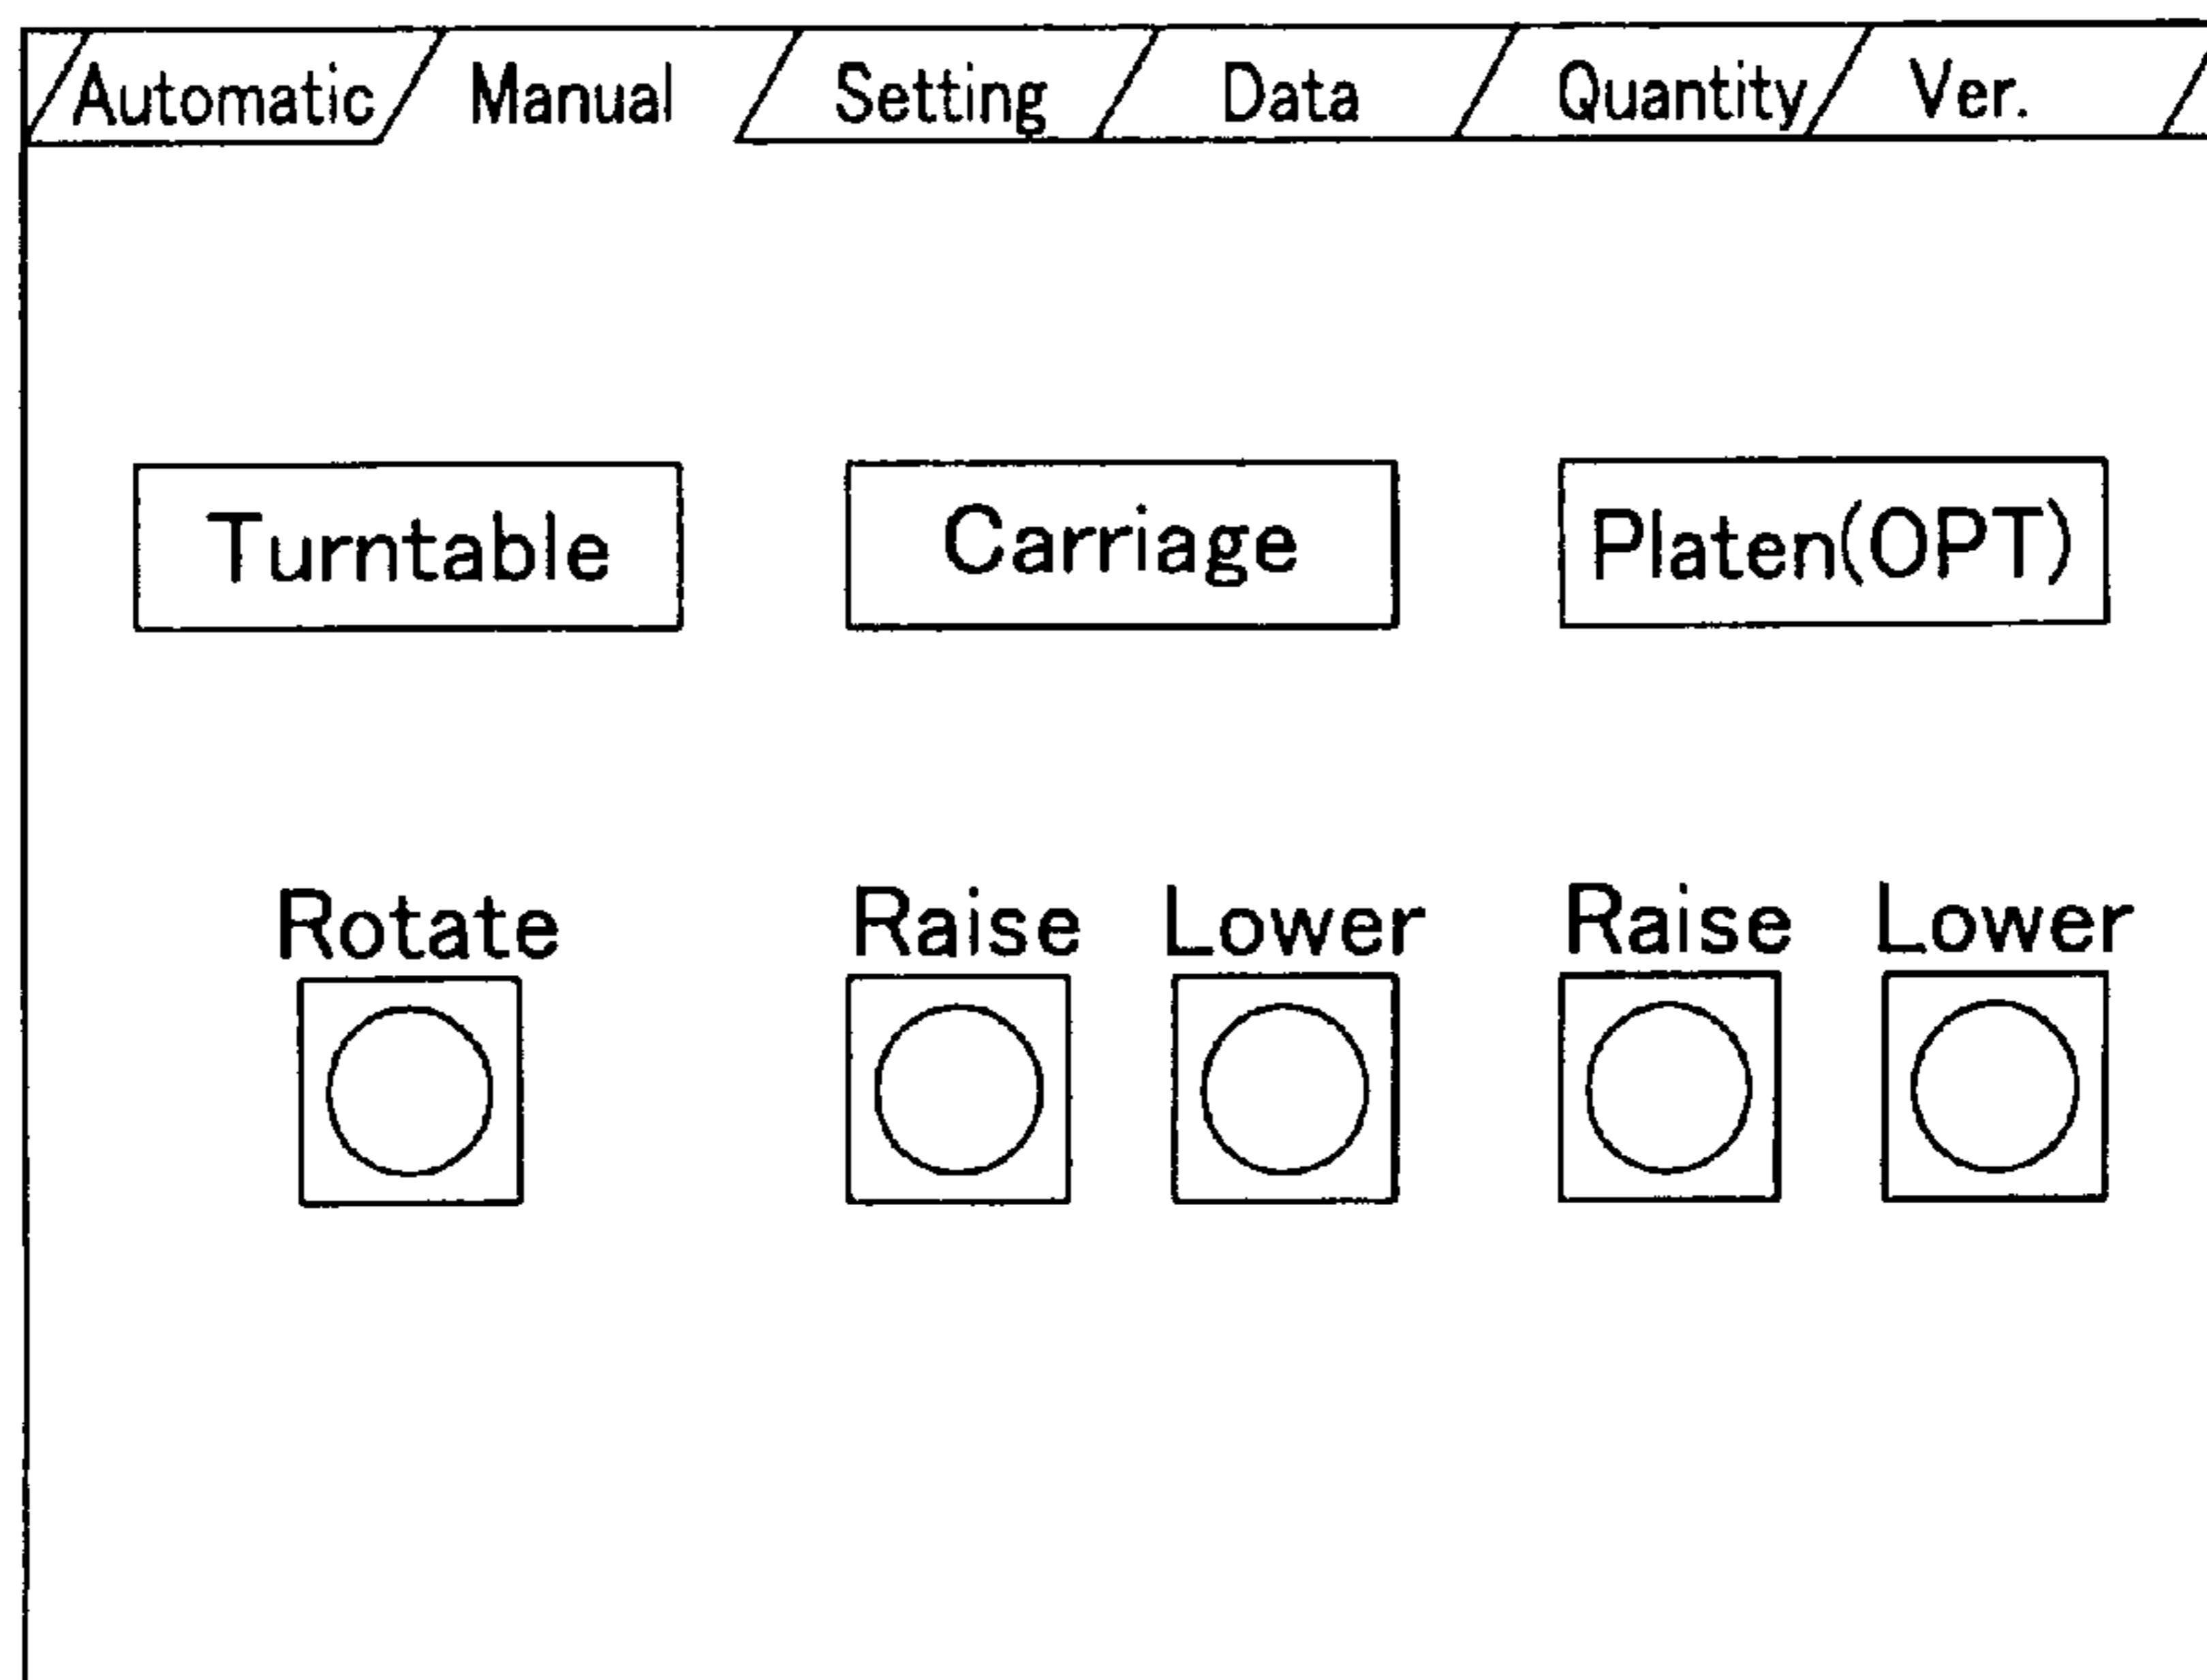 Automatic Manual Setting Data Quantity Ver.
Turntable Carriage Platen(OPT)
Rotate Raise Lower Raise Lower